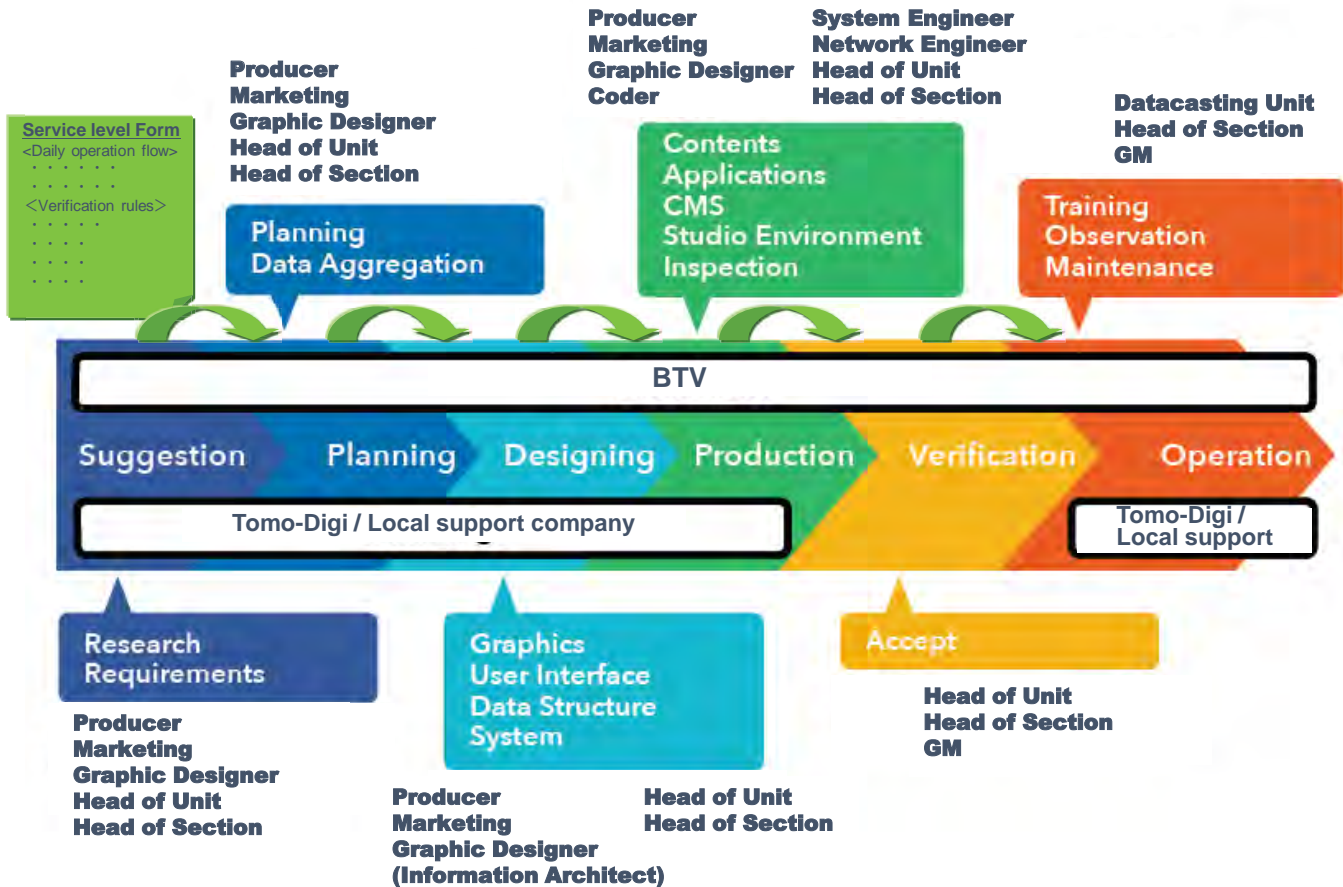 Service level Form
<Daily operation flow>
・・・・・・
・・・・・・
＜Verification rules＞
・・・・・
・・・・
・・・・
・・・・
Producer
Marketing
Graphic Designer
Head of Unit
Head of Section
Planning
Data Aggregation
Producer
Marketing
Graphic Designer
Coder
System Engineer
Network Engineer
Head of Unit
Head of Section
Contents
Applications
CMS
Studio Environment
Inspection
Datacasting Unit
Head of Section
GM
Training
Observation
Maintenance
BTV
Suggestion
Planning
Designing
Production
Verification
Operation
Tomo-Digi / Local support company
Tomo-Digi /
Local support
Research
Requirements
Producer
Marketing
Graphic Designer
Head of Unit
Head of Section
Graphics
User Interface
Data Structure
System
Producer
Marketing
Graphic Designer
(Information Architect)
Head of Unit
Head of Section
Accept
Head of Unit
Head of Section
GM